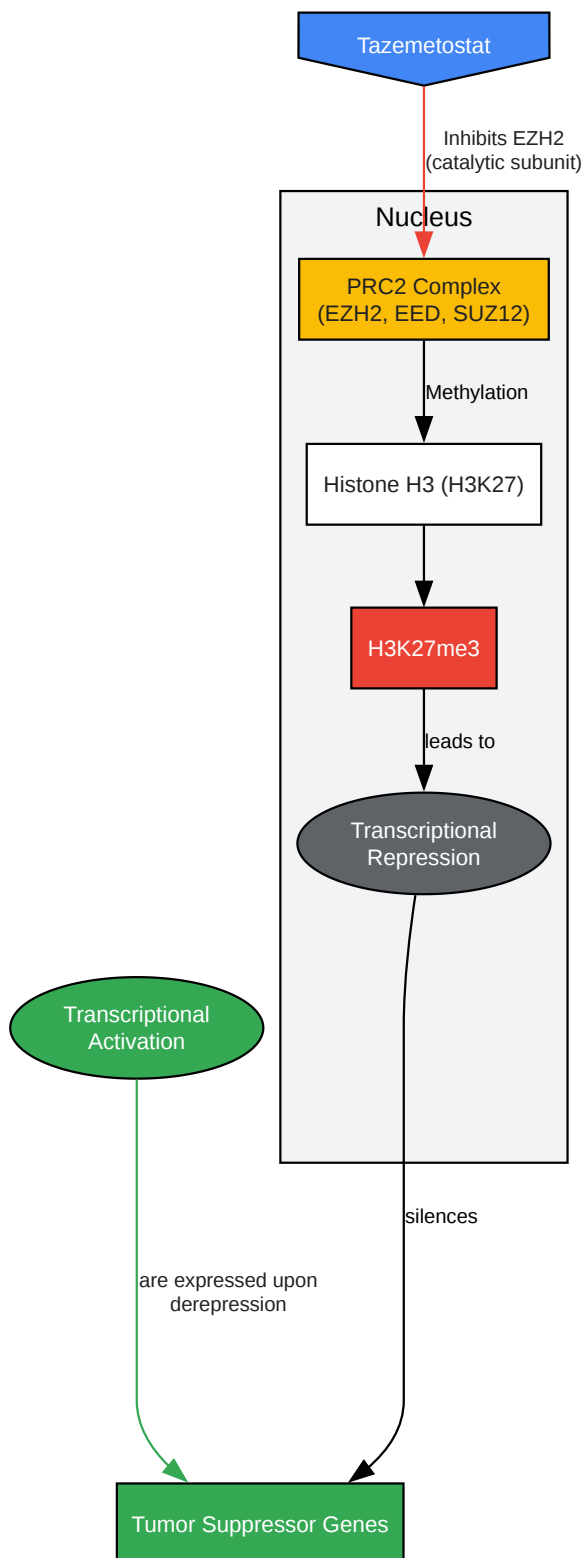 Tazemetostat
Inhibits EZH2
(catalytic subunit)
Nucleus
PRC2 Complex
(EZH2, EED, SUZ12)
Methylation
Histone H3 (H3K27)
H3K27me3
leads to
Transcriptional
Repression
Transcriptional
Activation
silences
are expressed upon
derepression
Tumor Suppressor Genes